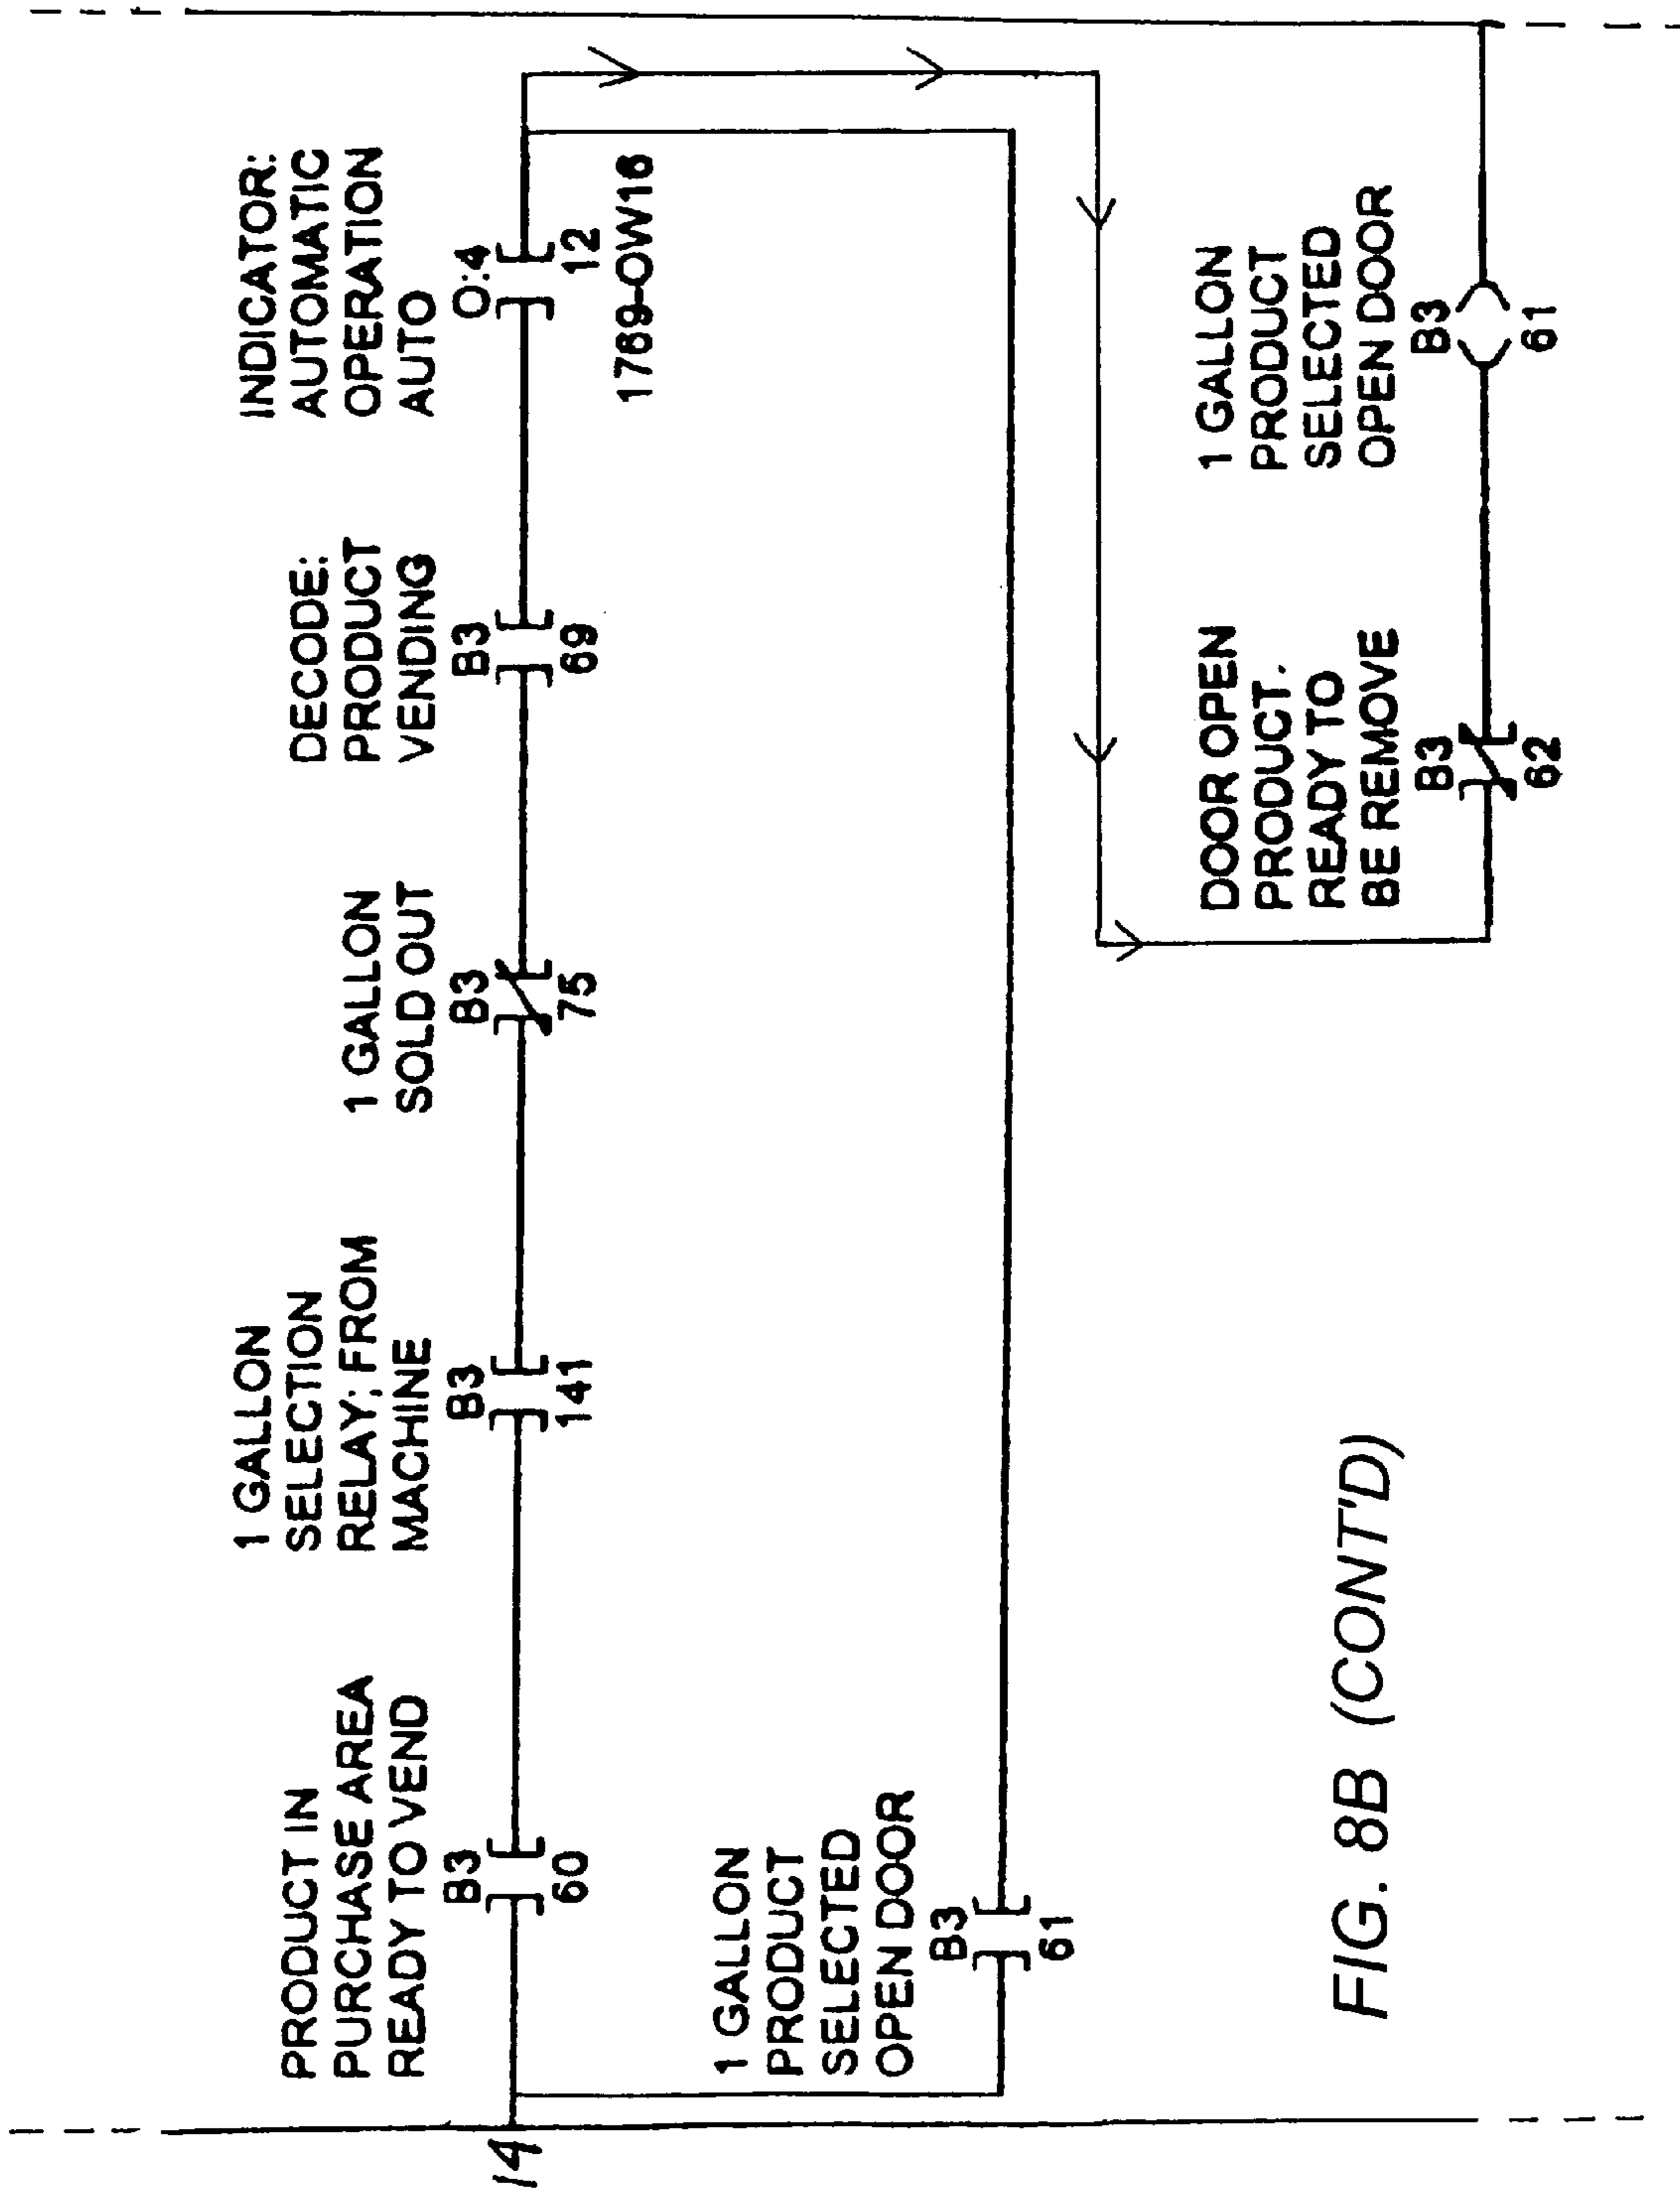 14
PRODUCT IN
PURCHASE AREA
READY TO VEND
B3
60
1 GALLON
SELECTION
RELAY; FROM
MACHINE
B3
141
1 GALLON
SOLD OUT
B3
75
DECODE:
PRODUCT
VENDING
B3
69
INDICATOR:
AUTOMATIC
OPERATION
AUTO
O:4
12
1769-OW16
1 GALLON
PRODUCT
SELECTED
OPEN DOOR
B3
61
DOOR OPEN
PRODUCT.
READY TO
BE REMOVE
B3
62
1 GALLON
PRODUCT
SELECTED
OPEN DOOR
B3
61
FIG. 8B (CONT'D)